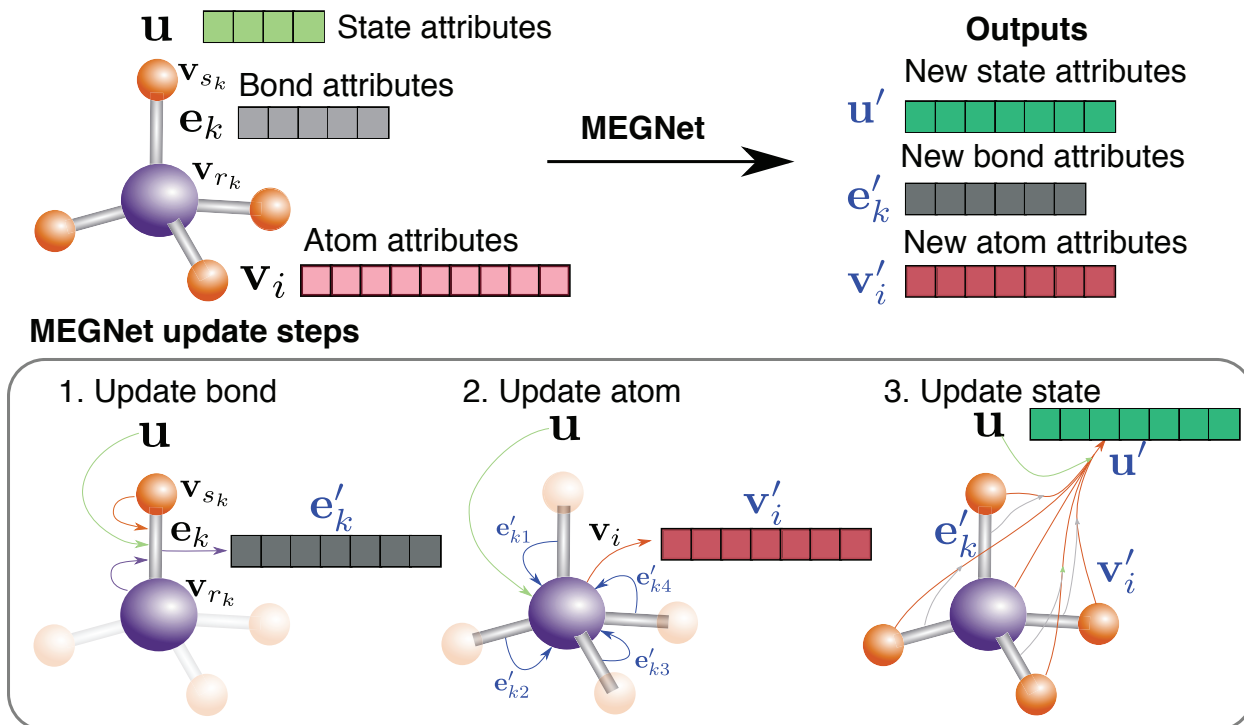 u State attributes
v_{s_k}
Bond attributes
e_k
v_{r_k}
Atom attributes
v_i
MEGNet
Outputs
New state attributes
u′
New bond attributes
e′_k
New atom attributes
v′_i
MEGNet update steps
1. Update bond
u
v_{s_k}
e_k
e′_k
v_{r_k}
2. Update atom
u
v′_i
e′_{k1}
v_i
e′_{k4}
e′_{k2}
e′_{k3}
3. Update state
u
u′
e′_k
v′_i